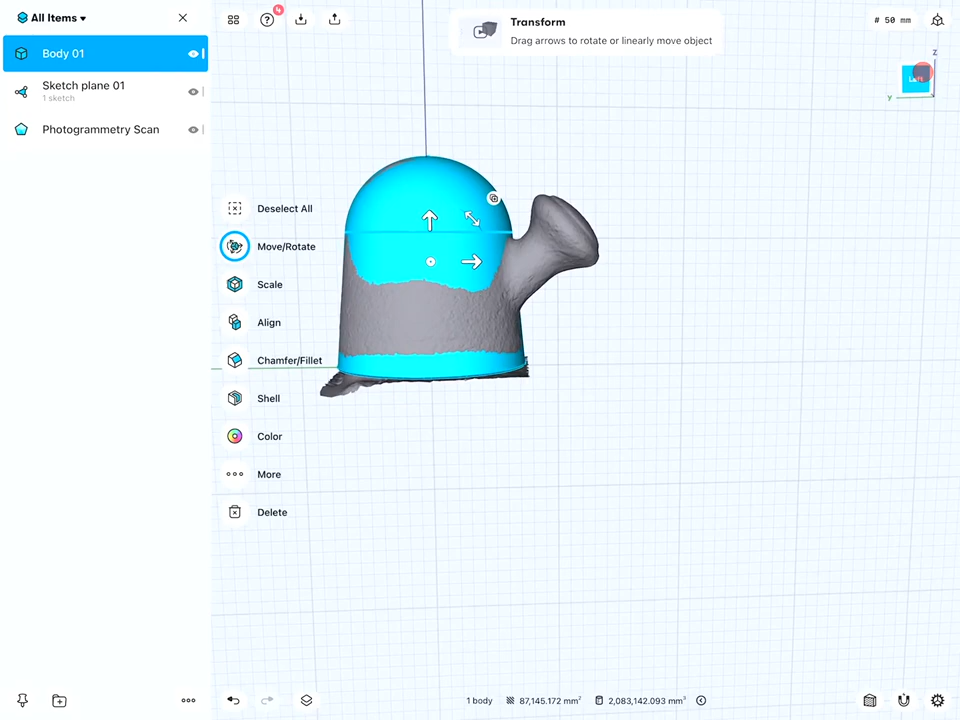 All Items
4
Transform
Drag arrows to rotate or linearly move object
# 50 mm
Body 01
Sketch plane 01
1 sketch
Photogrammetry Scan
Z
Left
y
Deselect All
Move/Rotate
Scale
Align
Chamfer/Fillet
Shell
Color
More
Delete
1 body
87,145.172 mm²
2,083,142.093 mm³